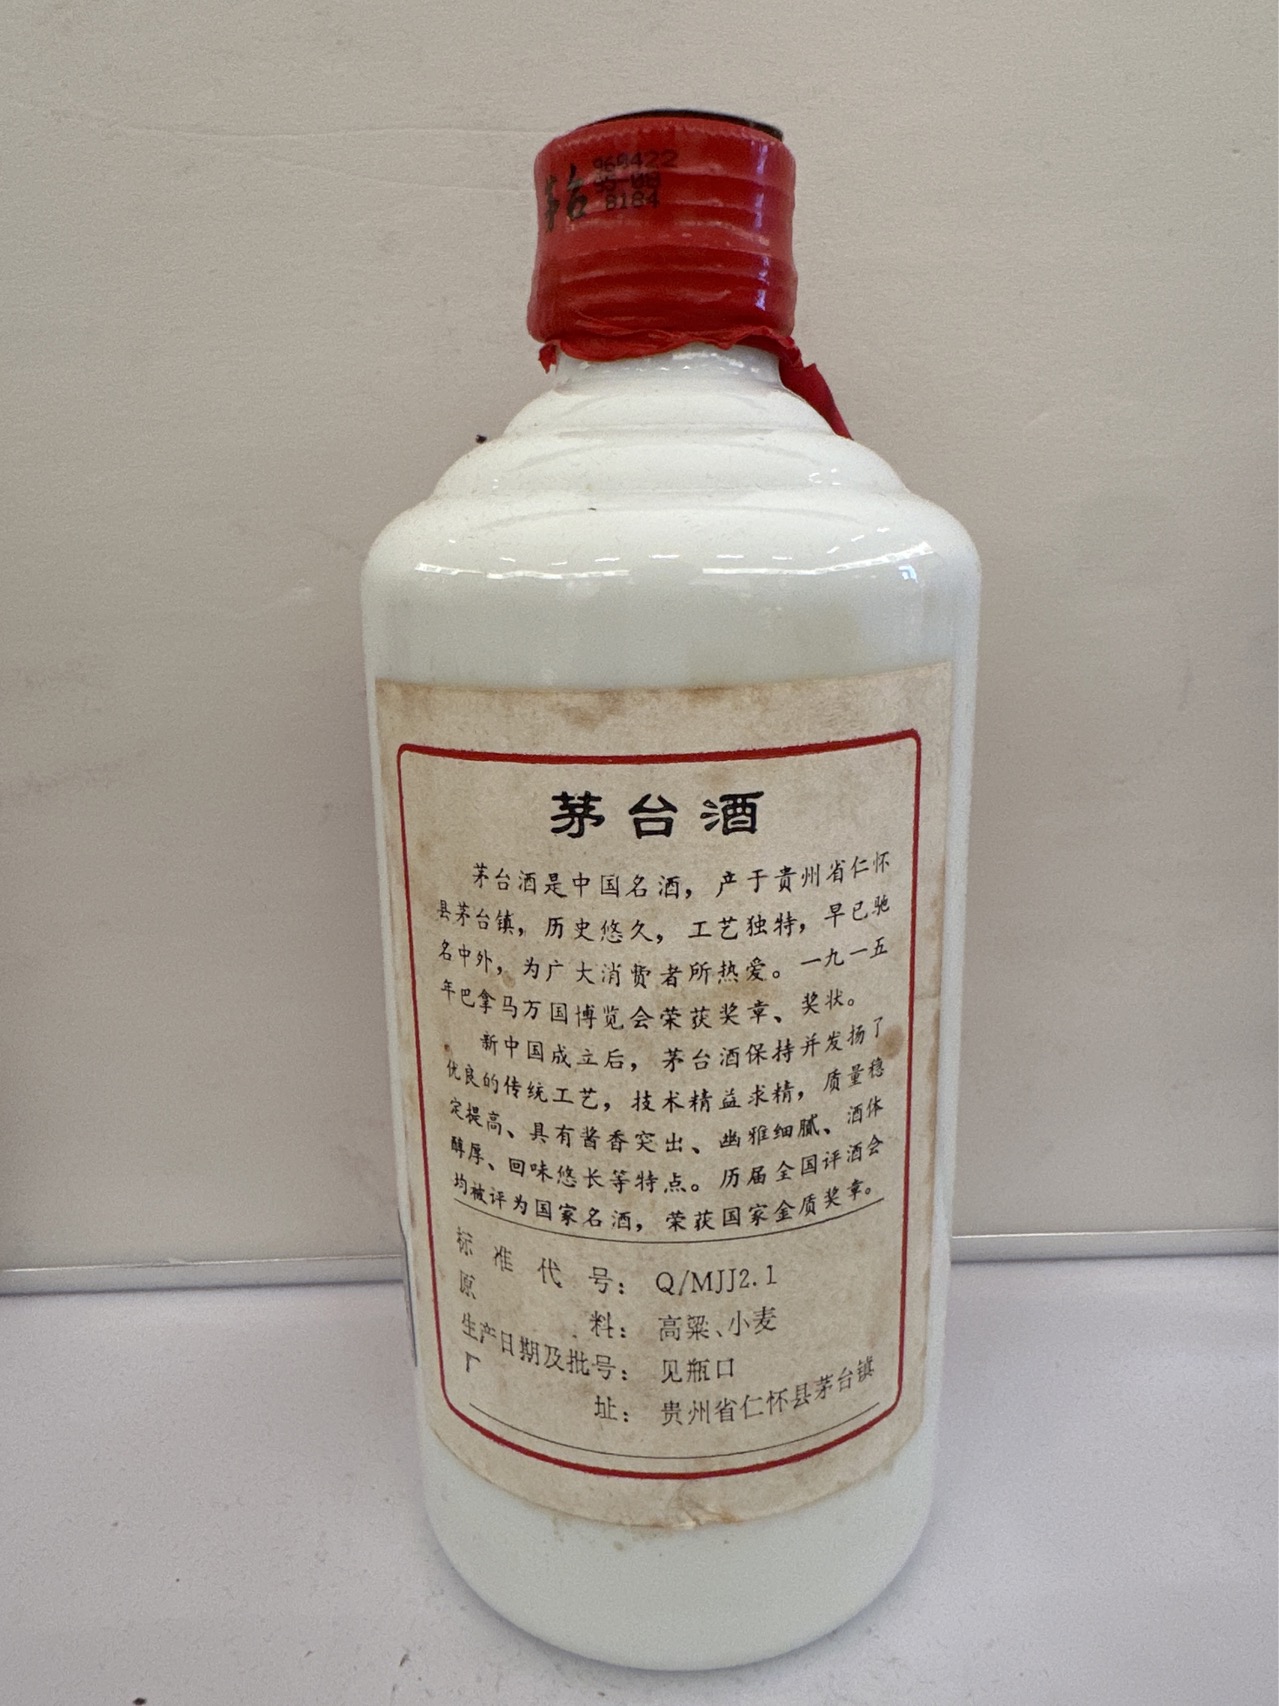 茅台
960422
95-08
8184
茅台酒
茅台酒是中国名酒，产于贵州省仁怀
县茅台镇，历史悠久，工艺独特，早已驰
名中外，为广大消费者所热爱。一九一五
年巴拿马万国博览会荣获奖章、奖状。
新中国成立后，茅台酒保持并发扬了
优良的传统工艺，技术精益求精，质量稳
定提高、具有酱香突出、幽雅细腻、酒体
醇厚、回味悠长等特点。历届全国评酒会
均被评为国家名酒，荣获国家金质奖章。
标准代号：Q/MJJ2.1
原料：高粱、小麦
生产日期及批号：见瓶口
厂址：贵州省仁怀县茅台镇